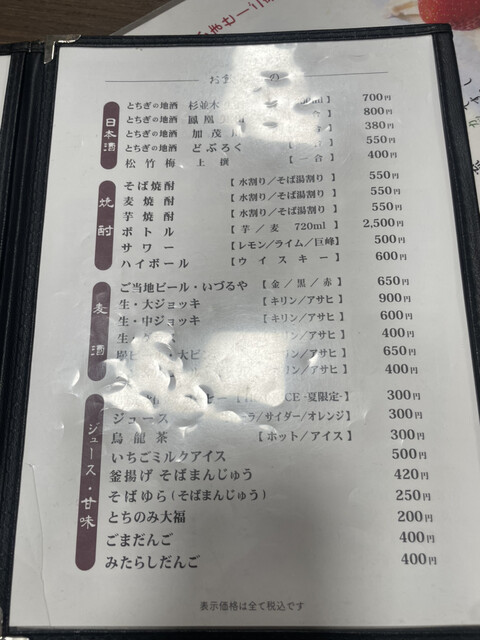 お の
日本酒
とちぎの地酒 杉並木 】 700円
とちぎの地酒 鳳凰 】 800円
とちぎの地酒 加茂 】 380円
とちぎの地酒 どぶろく 】 550円
松竹梅 上撰 【一合】 400円
焼酎
そば焼酎 【水割り/そば湯割り】 550円
麦焼酎 【水割り/そば湯割り】 550円
芋焼酎 【水割り/そば湯割り】 550円
ボトル 【芋/麦 720ml】 2,500円
サワー 【レモン/ライム/巨峰】 500円
ハイボール 【ウイスキー】 600円
麦酒
ご当地ビール・いづるや 【金/黒/赤】 650円
生・大ジョッキ 【キリン/アサヒ】 900円
生・中ジョッキ 【キリン/アサヒ】 600円
生・ リン/アサヒ】 400円
・大ビ ン/アサヒ】 650円
ル ン/アサヒ】 400円
ジュース・甘味
ヒー CE -夏限定-】 300円
ジュース ラ/サイダー/オレンジ】 300円
烏龍茶 【ホット/アイス】 300円
いちごミルクアイス 500円
釜揚げ そばまんじゅう 420円
そばゆら(そばまんじゅう) 250円
とちのみ大福 200円
ごまだんご 400円
みたらしだんご 400円
表示価格は全て税込です